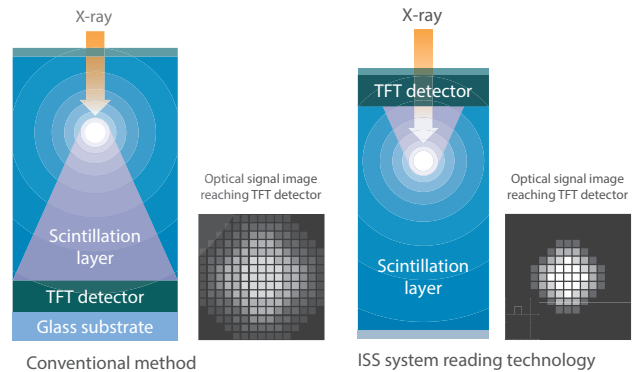 X-ray
Optical signal image
reaching TFT detector
Scintillation
layer
TFT detector
Glass substrate
Conventional method
X-ray
TFT detector
Optical signal image
reaching TFT detector
Scintillation
layer
ISS system reading technology